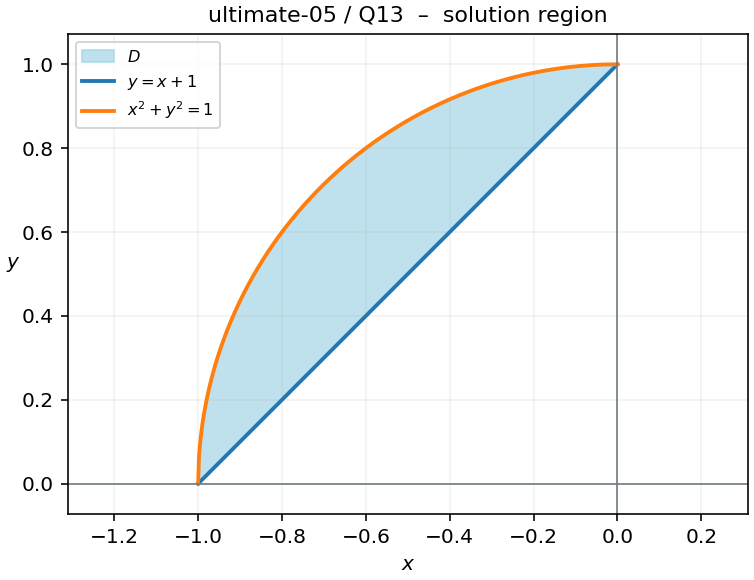 ultimate-05 / Q13  –  solution region
D
y = x + 1
x² + y² = 1
1.0
0.8
0.6
0.4
0.2
0.0
y
−1.2
−1.0
−0.8
−0.6
−0.4
−0.2
0.0
0.2
x